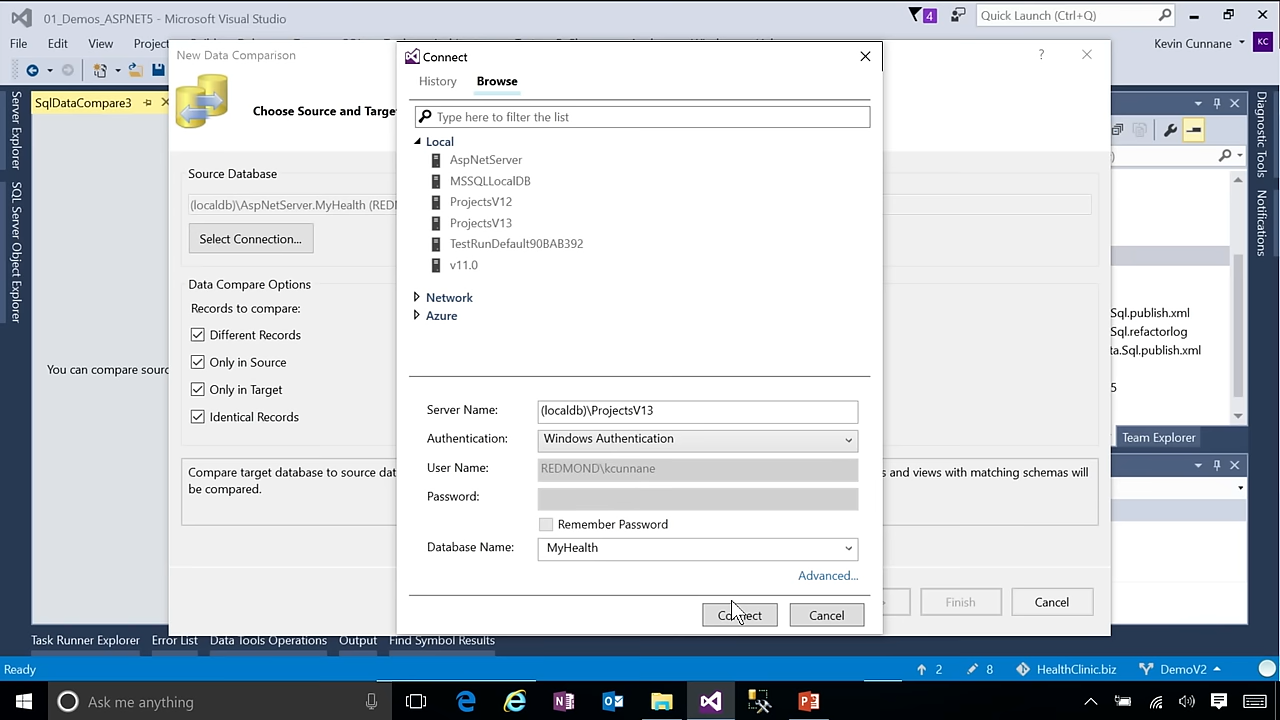 01_Demos_ASPNET5 - Microsoft Visual Studio
4
Quick Launch (Ctrl+Q)
File Edit View Project
Kevin Cunnane
KC
New Data Comparison
?
Connect
History Browse
SqlDataCompare3
Choose Source and Targe
Type here to filter the list
Local
AspNetServer
MSSQLLocalDB
ProjectsV12
ProjectsV13
TestRunDefault90BAB392
v11.0
Network
Azure
Source Database
(localdb)\AspNetServer.MyHealth (RED
Select Connection...
Data Compare Options
Records to compare:
Different Records
Only in Source
Only in Target
Identical Records
You can compare sourc
Server Explorer
SQL Server Object Explorer
Diagnostic Tools
Notifications
Sql.publish.xml
Sql.refactorlog
ta.Sql.publish.xml
5
Team Explorer
Server Name: (localdb)\ProjectsV13
Authentication: Windows Authentication
User Name: REDMOND\kcunnane
Password:
Remember Password
Database Name: MyHealth
Advanced...
Compare target database to source dat
s and views with matching schemas will
be compared.
Connect Cancel
Finish Cancel
Task Runner Explorer Error List Data Tools Operations Output Find Symbol Results
Ready
2 8 HealthClinic.biz DemoV2
Ask me anything